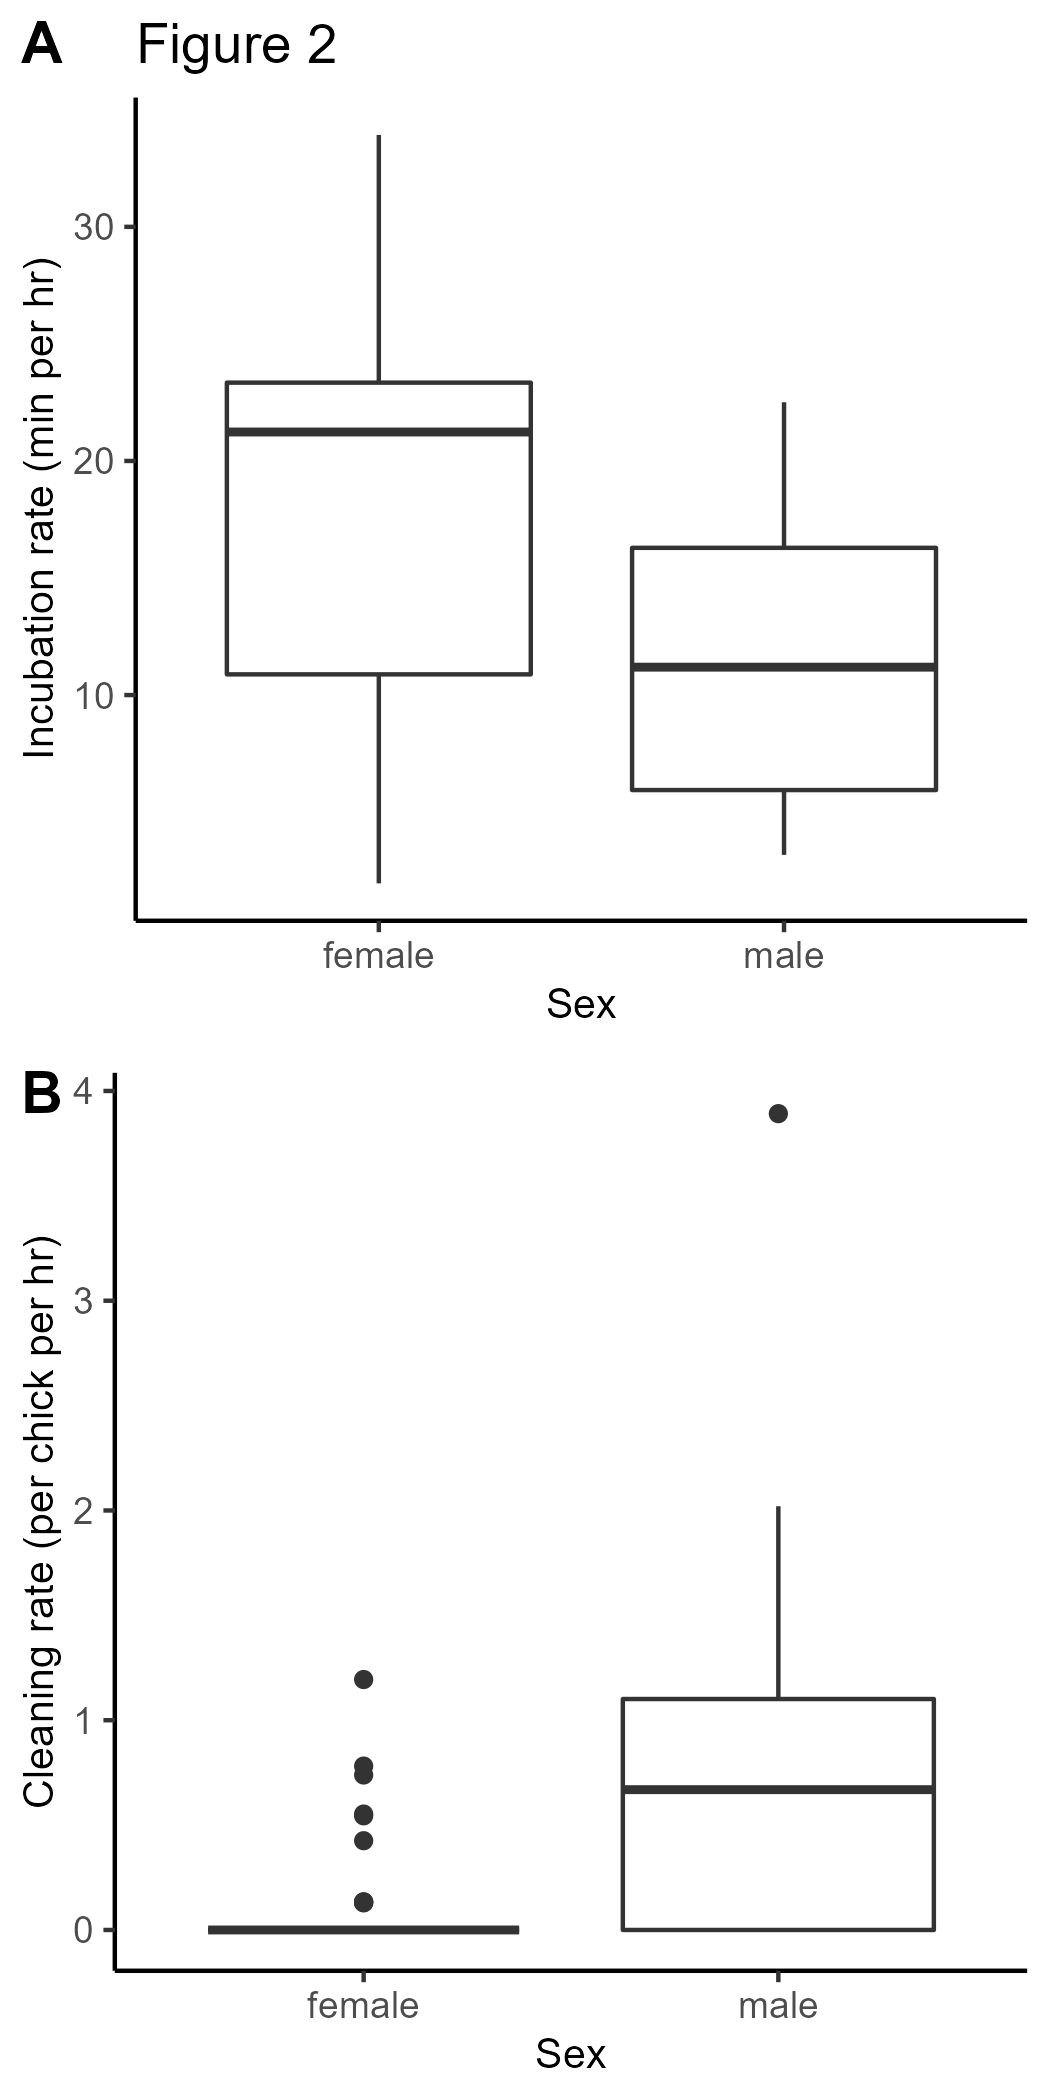 A Figure 2
Incubation rate (min per hr)
30
20
10
female male
Sex
B
Cleaning rate (per chick per hr)
4
3
2
1
0
female male
Sex